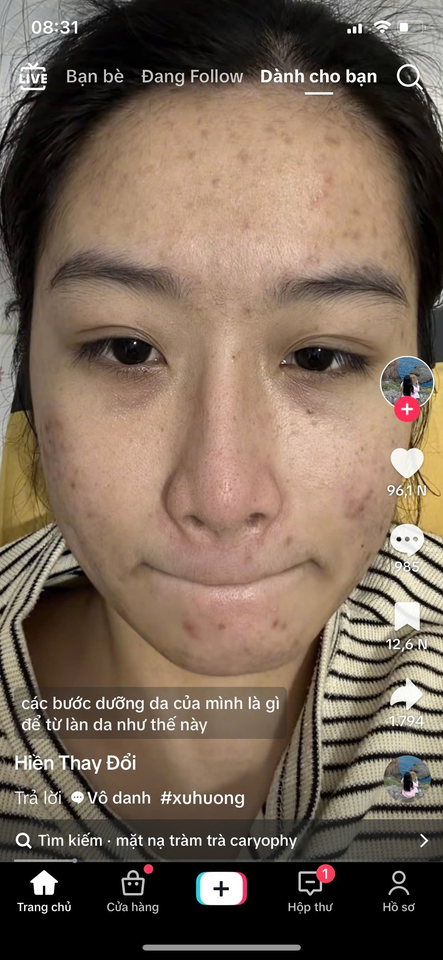 08:31
LIVE
Bạn bè
Đang Follow
Dành cho bạn
96,1 N
985
12,6 N
1.794
các bước dưỡng da của mình là gì
để từ làn da như thế này
Hiền Thay Đổi
Trả lời Vô danh #xuhuong
Tìm kiếm · mặt nạ tràm trà caryophy
Trang chủ
Cửa hàng
1
Hộp thư
Hồ sơ